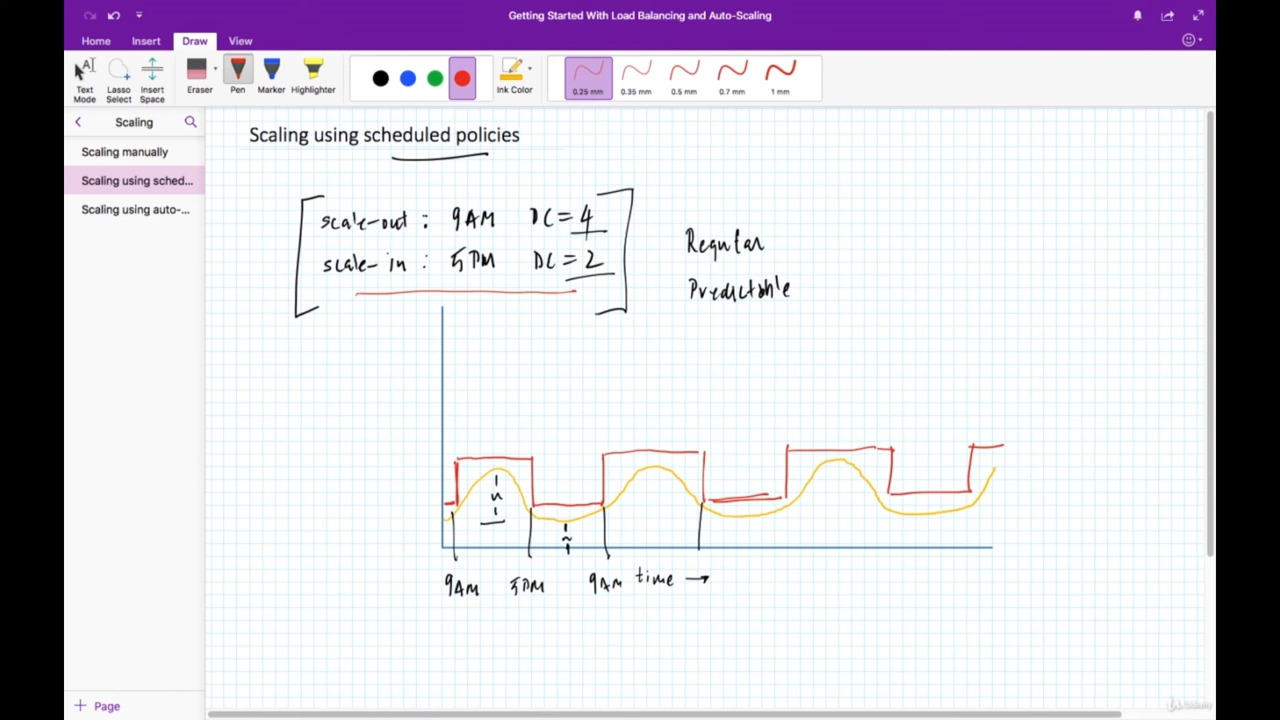 Getting Started With Load Balancing and Auto-Scaling
Home Insert Draw View
Text Mode
Lasso Select
Insert Space
Eraser
Pen
Marker
Highlighter
Ink Color
0.25 mm
0.35 mm
0.5 mm
0.7 mm
1 mm
Scaling
Scaling manually
Scaling using sched...
Scaling using auto-...
Scaling using scheduled policies
scale-out : 9AM DC = 4
scale-in : 5PM DC = 2
Regular
Predictable
4
2
9AM 5PM 9AM time →
+ Page
Udemy